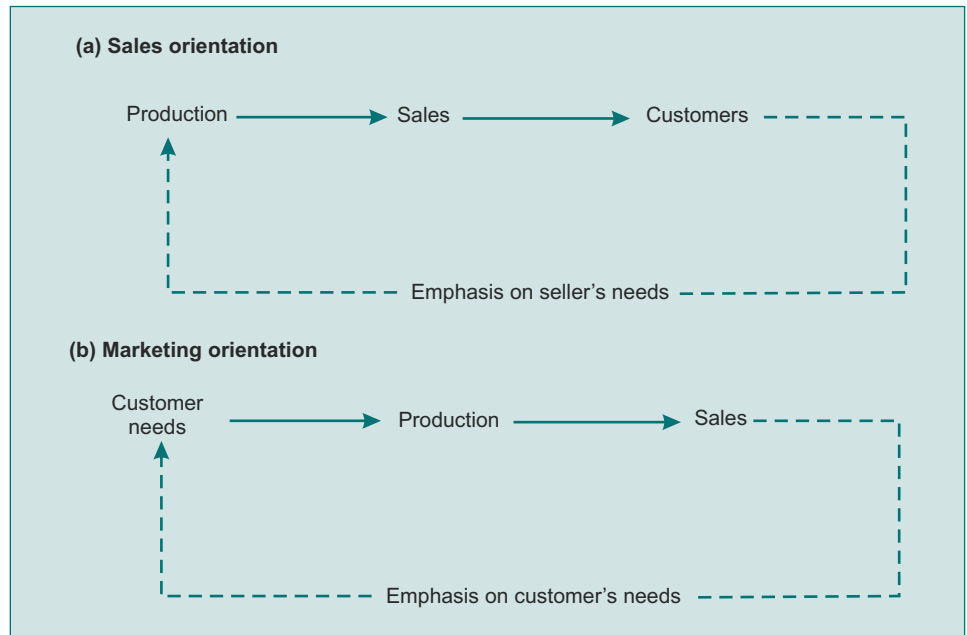 (a) Sales orientation
Production Sales Customers
Emphasis on seller’s needs
(b) Marketing orientation
Customer
needs Production Sales
Emphasis on customer’s needs